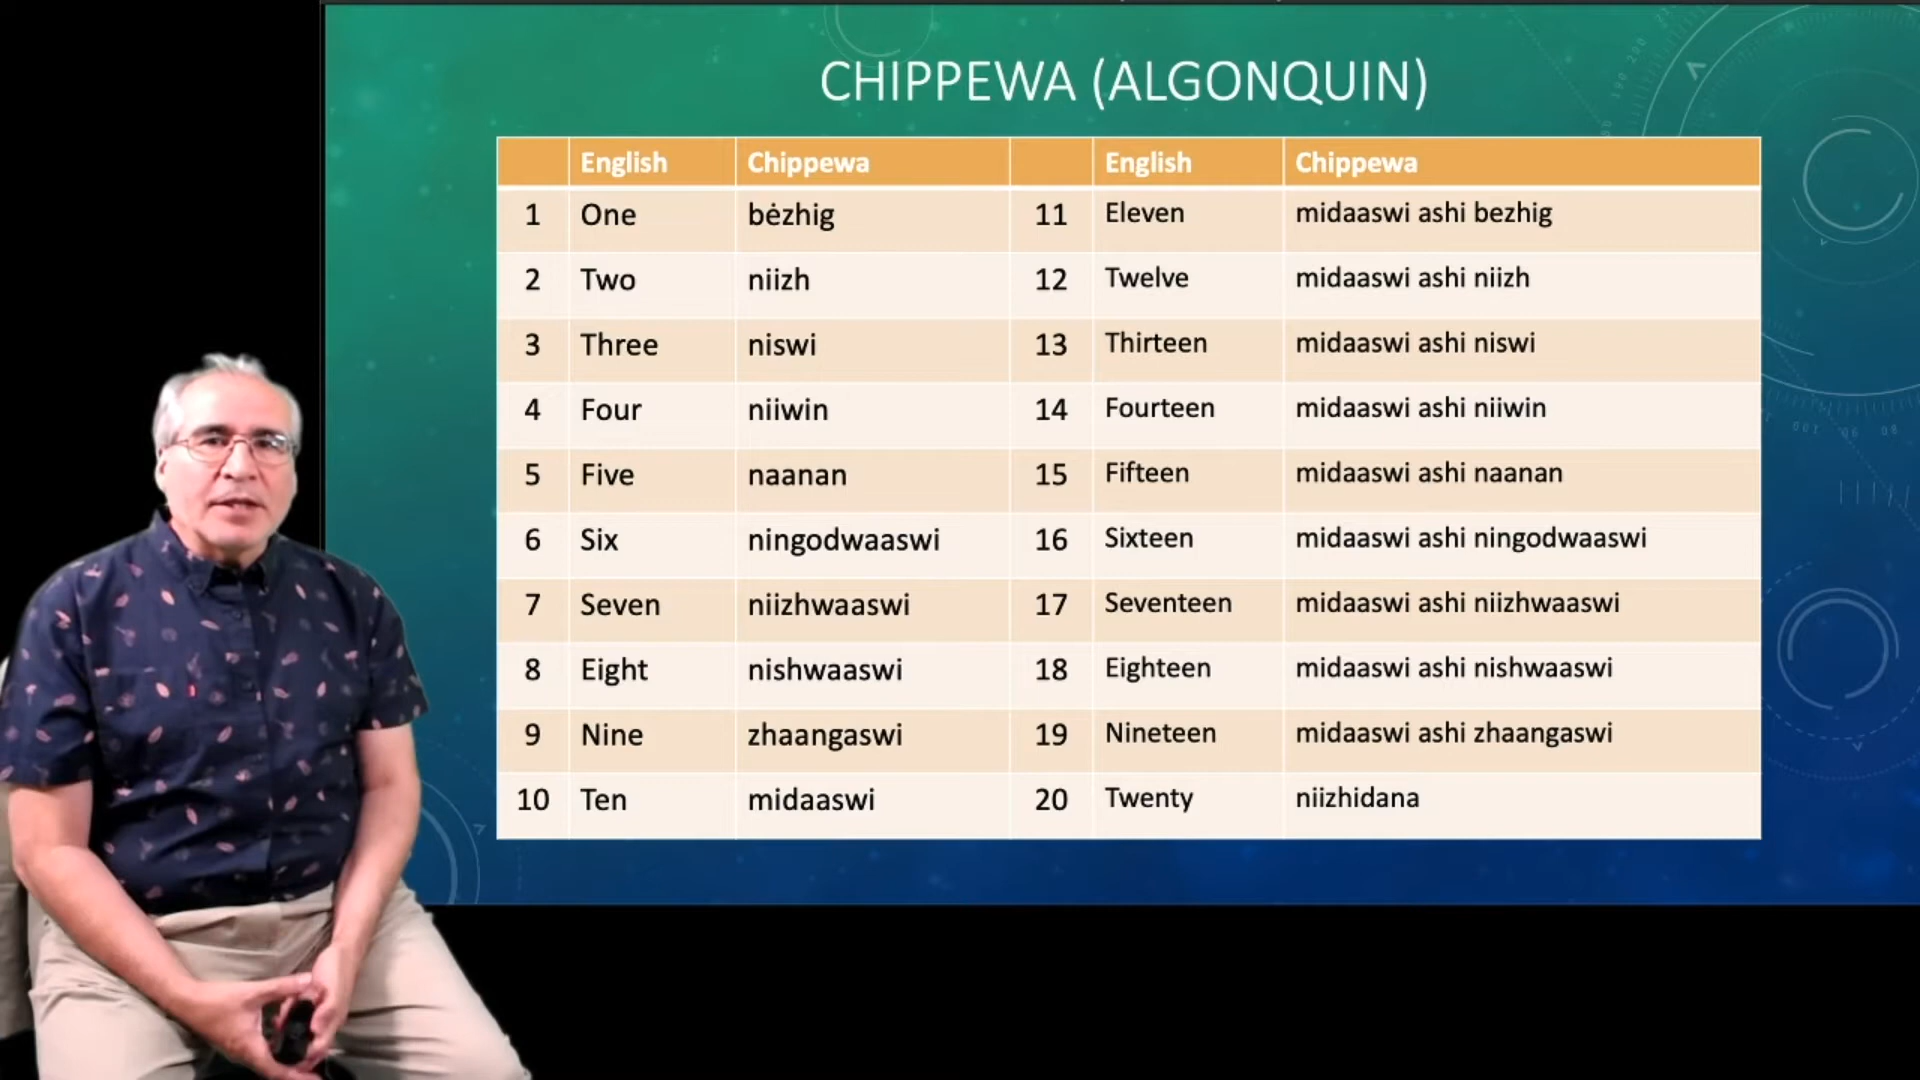 CHIPPEWA (ALGONQUIN)
English Chippewa English Chippewa
1 One bėzhig 11 Eleven midaaswi ashi bezhig
2 Two niizh 12 Twelve midaaswi ashi niizh
3 Three niswi 13 Thirteen midaaswi ashi niswi
4 Four niiwin 14 Fourteen midaaswi ashi niiwin
5 Five naanan 15 Fifteen midaaswi ashi naanan
6 Six ningodwaaswi 16 Sixteen midaaswi ashi ningodwaaswi
7 Seven niizhwaaswi 17 Seventeen midaaswi ashi niizhwaaswi
8 Eight nishwaaswi 18 Eighteen midaaswi ashi nishwaaswi
9 Nine zhaangaswi 19 Nineteen midaaswi ashi zhaangaswi
10 Ten midaaswi 20 Twenty niizhidana